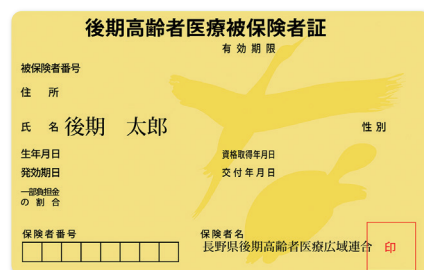 後期高齢者医療被保険者証
有効期限
被保険者番号
住 所
氏 名 後期 太郎 性別
生年月日 資格取得年月日
発効期日 交付年月日
一部負担金
の割合
保険者番号 保険者名
長野県後期高齢者医療広域連合 印